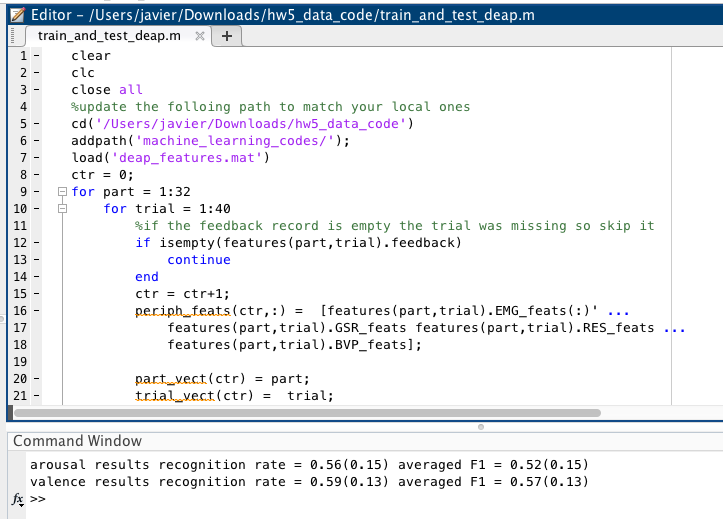 Editor – /Users/javier/Downloads/hw5_data_code/train_and_test_deap.m
train_and_test_deap.m × +
1 – clear
2 – clc
3 – close all
4 %update the folloing path to match your local ones
5 – cd('/Users/javier/Downloads/hw5_data_code')
6 – addpath('machine_learning_codes/');
7 – load('deap_features.mat')
8 – ctr = 0;
9 – for part = 1:32
10 – for trial = 1:40
11 %if the feedback record is empty the trial was missing so skip it
12 – if isempty(features(part,trial).feedback)
13 – continue
14 – end
15 – ctr = ctr+1;
16 – periph_feats(ctr,:) = [features(part,trial).EMG_feats(:)' ...
17 features(part,trial).GSR_feats features(part,trial).RES_feats ...
18 features(part,trial).BVP_feats];
19
20 – part_vect(ctr) = part;
21 – trial_vect(ctr) = trial;
Command Window
arousal results recognition rate = 0.56(0.15) averaged F1 = 0.52(0.15)
valence results recognition rate = 0.59(0.13) averaged F1 = 0.57(0.13)
fx >>